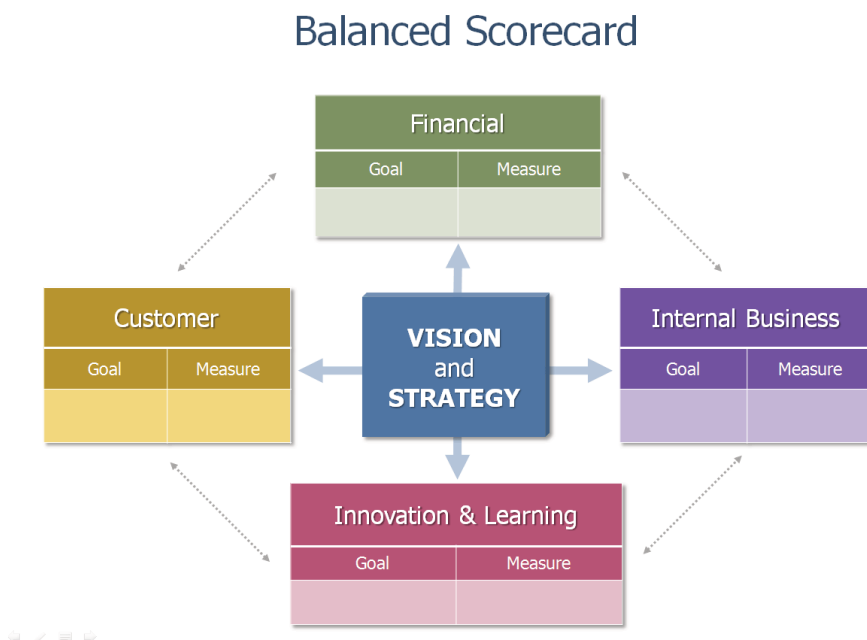 Balanced Scorecard
Financial
Goal Measure
Customer
Goal Measure
VISION
and
STRATEGY
Internal Business
Goal Measure
Innovation & Learning
Goal Measure